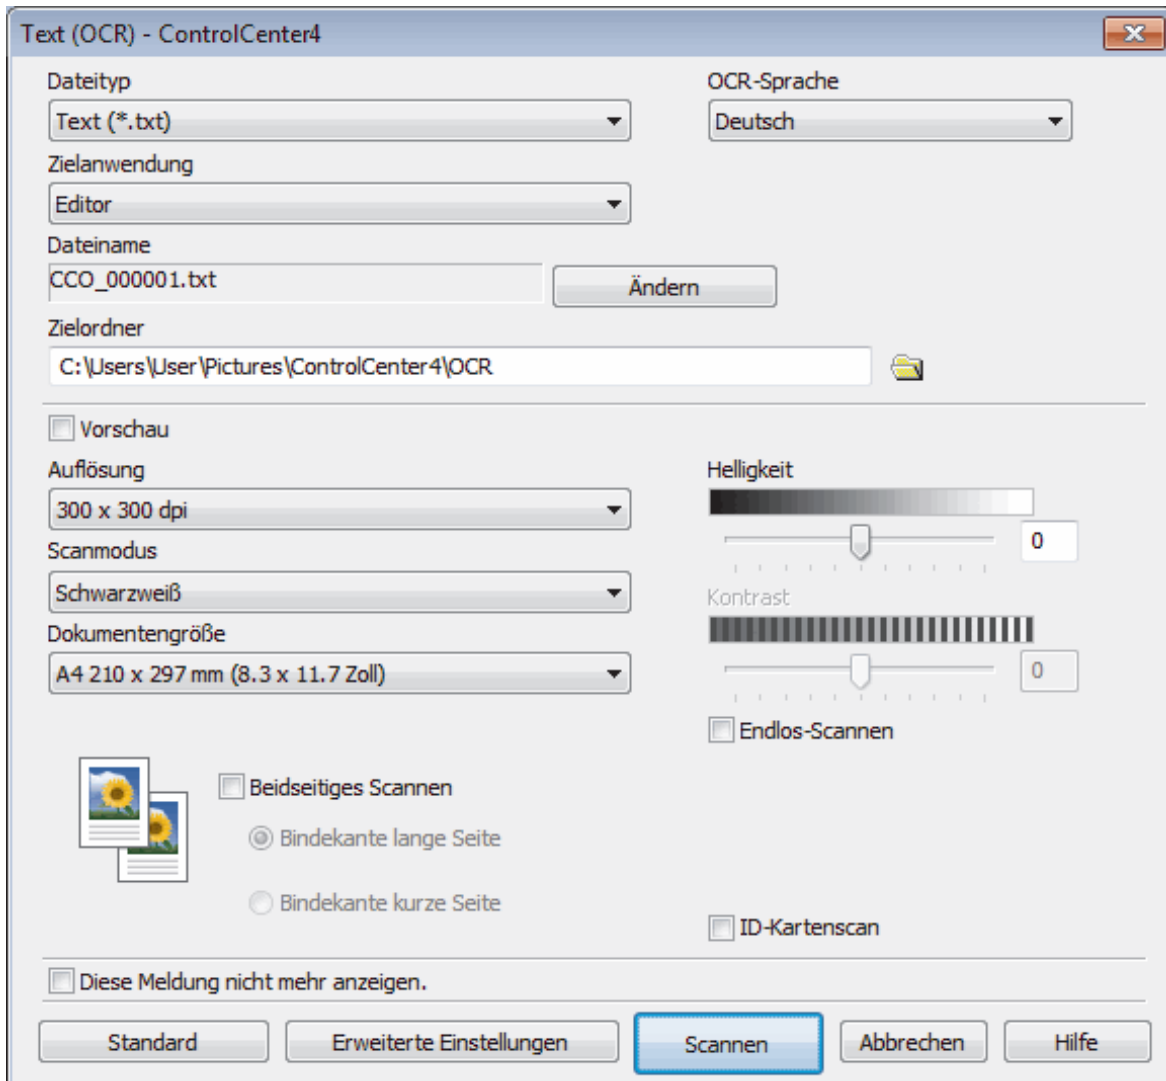 Text (OCR) - ControlCenter4
Dateityp
OCR-Sprache
Text (*.txt)
Deutsch
Zielanwendung
Editor
Dateiname
CCO_000001.txt
Ändern
Zielordner
C:\Users\User\Pictures\ControlCenter4\OCR
Vorschau
Auflösung
Helligkeit
300 x 300 dpi
0
Scanmodus
Schwarzweiß
Kontrast
Dokumentengröße
A4 210 x 297 mm (8.3 x 11.7 Zoll)
0
Endlos-Scannen
Beidseitiges Scannen
Bindekante lange Seite
Bindekante kurze Seite
ID-Kartenscan
Diese Meldung nicht mehr anzeigen.
Standard
Erweiterte Einstellungen
Scannen
Abbrechen
Hilfe